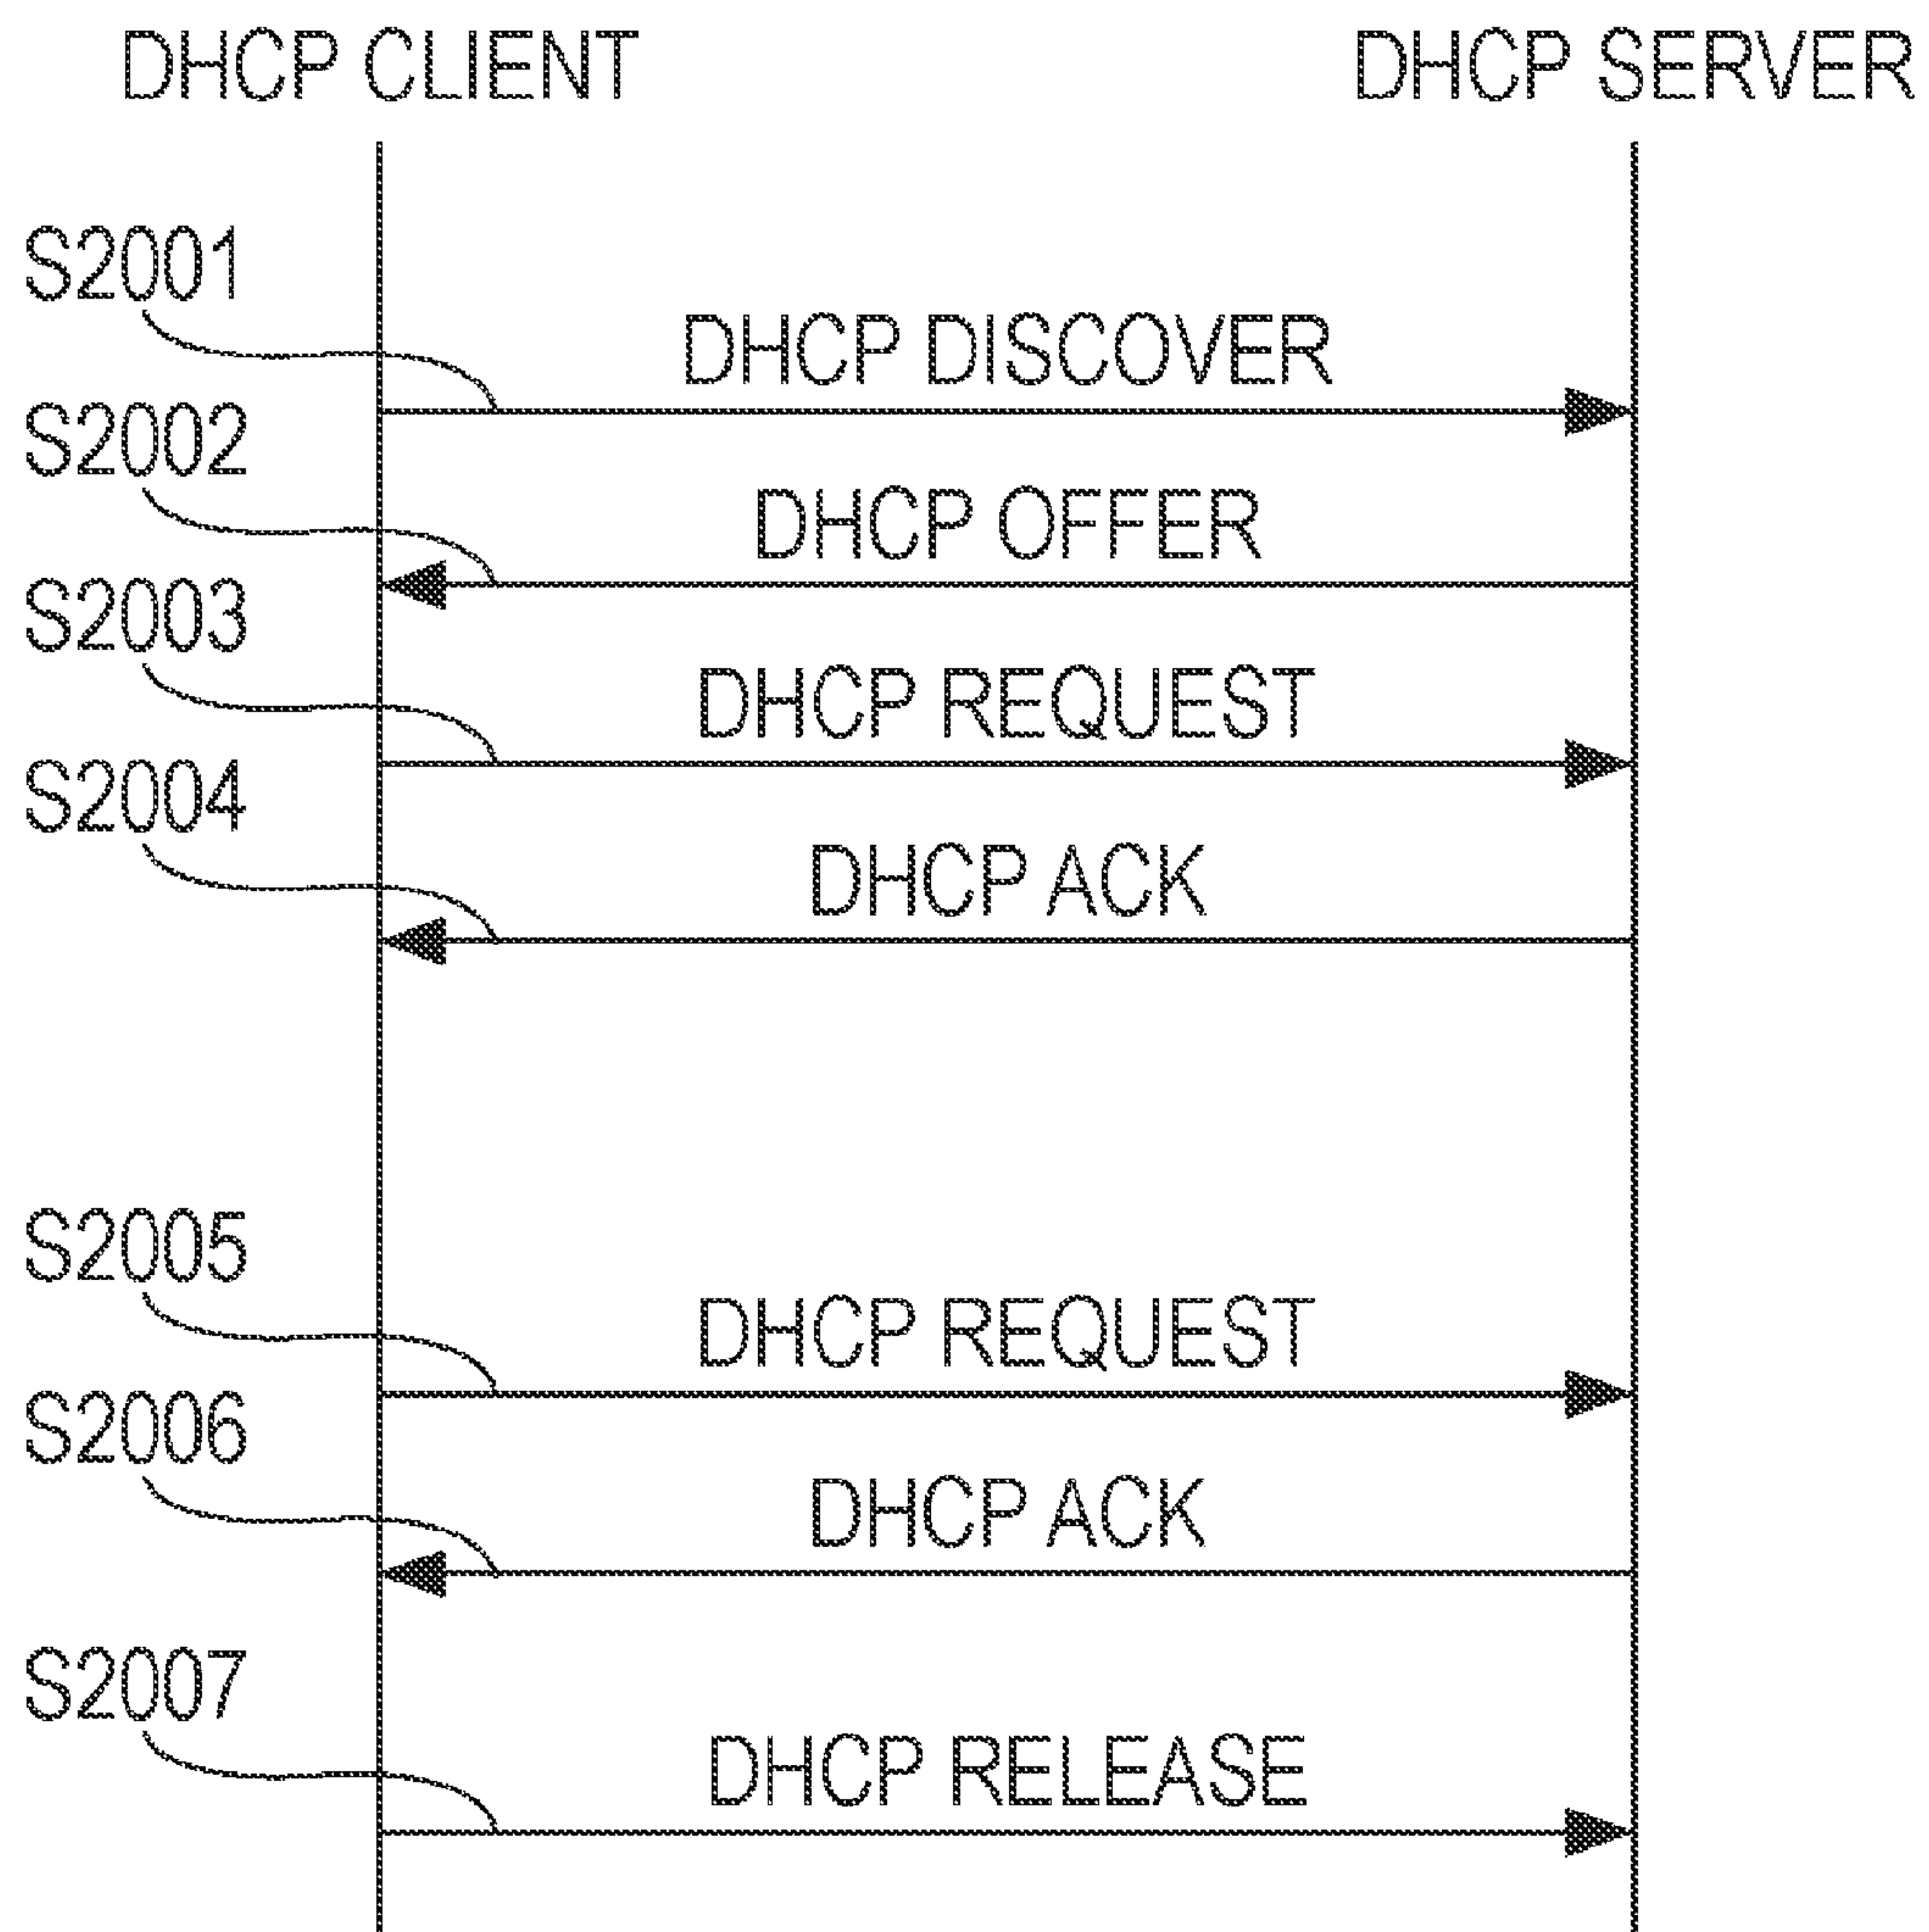 DHCP CLIENT DHCP SERVER
S2001
DHCP DISCOVER
S2002
DHCP OFFER
S2003
DHCP REQUEST
S2004
DHCP ACK
S2005
DHCP REQUEST
S2006
DHCP ACK
S2007
DHCP RELEASE